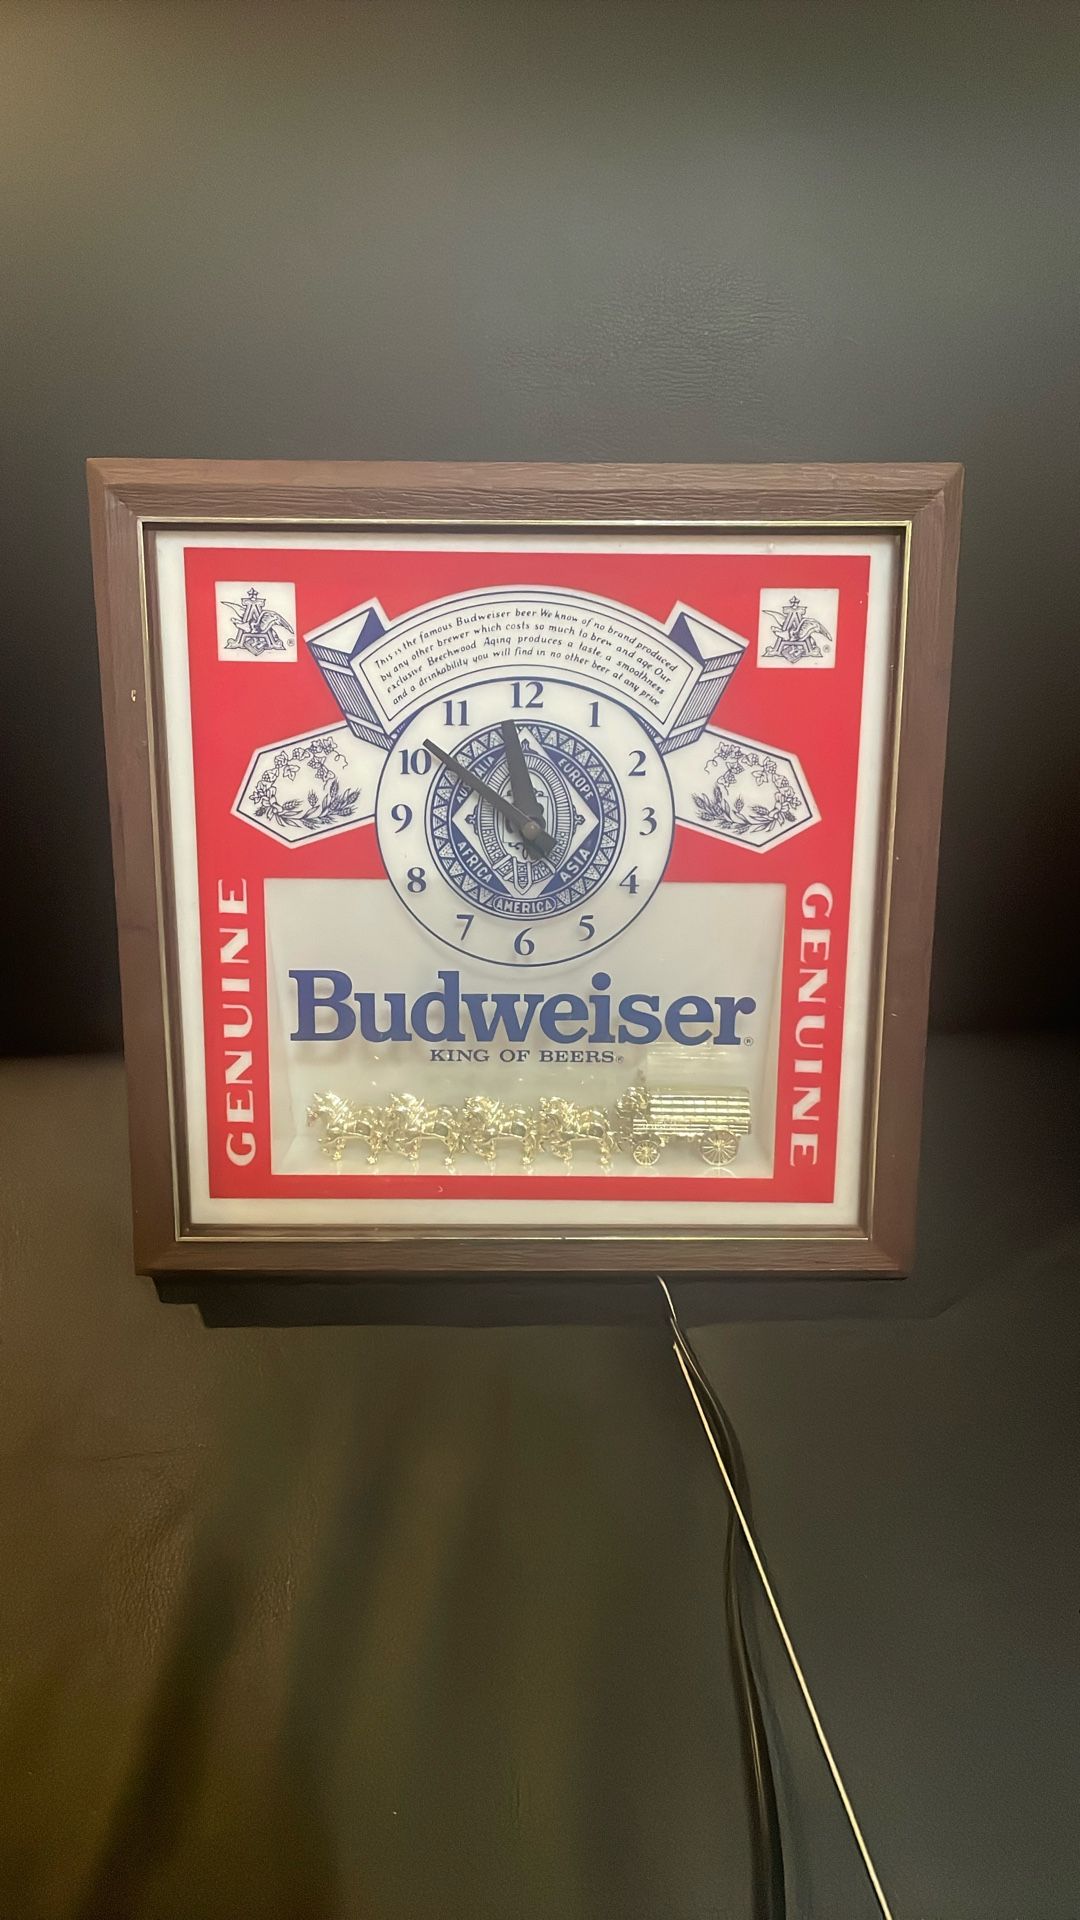 This is the famous Budweiser beer. We know of no brand produced
by any other brewer which costs so much to brew and age. Our
exclusive Beechwood Aging produces a taste, a smoothness
and a drinkability you will find in no other beer at any price
12
11
1
10
2
9
3
8
4
7
5
6
EUROPE
AFRICA
ASIA
AMERICA
GENUINE
GENUINE
Budweiser®
KING OF BEERS®